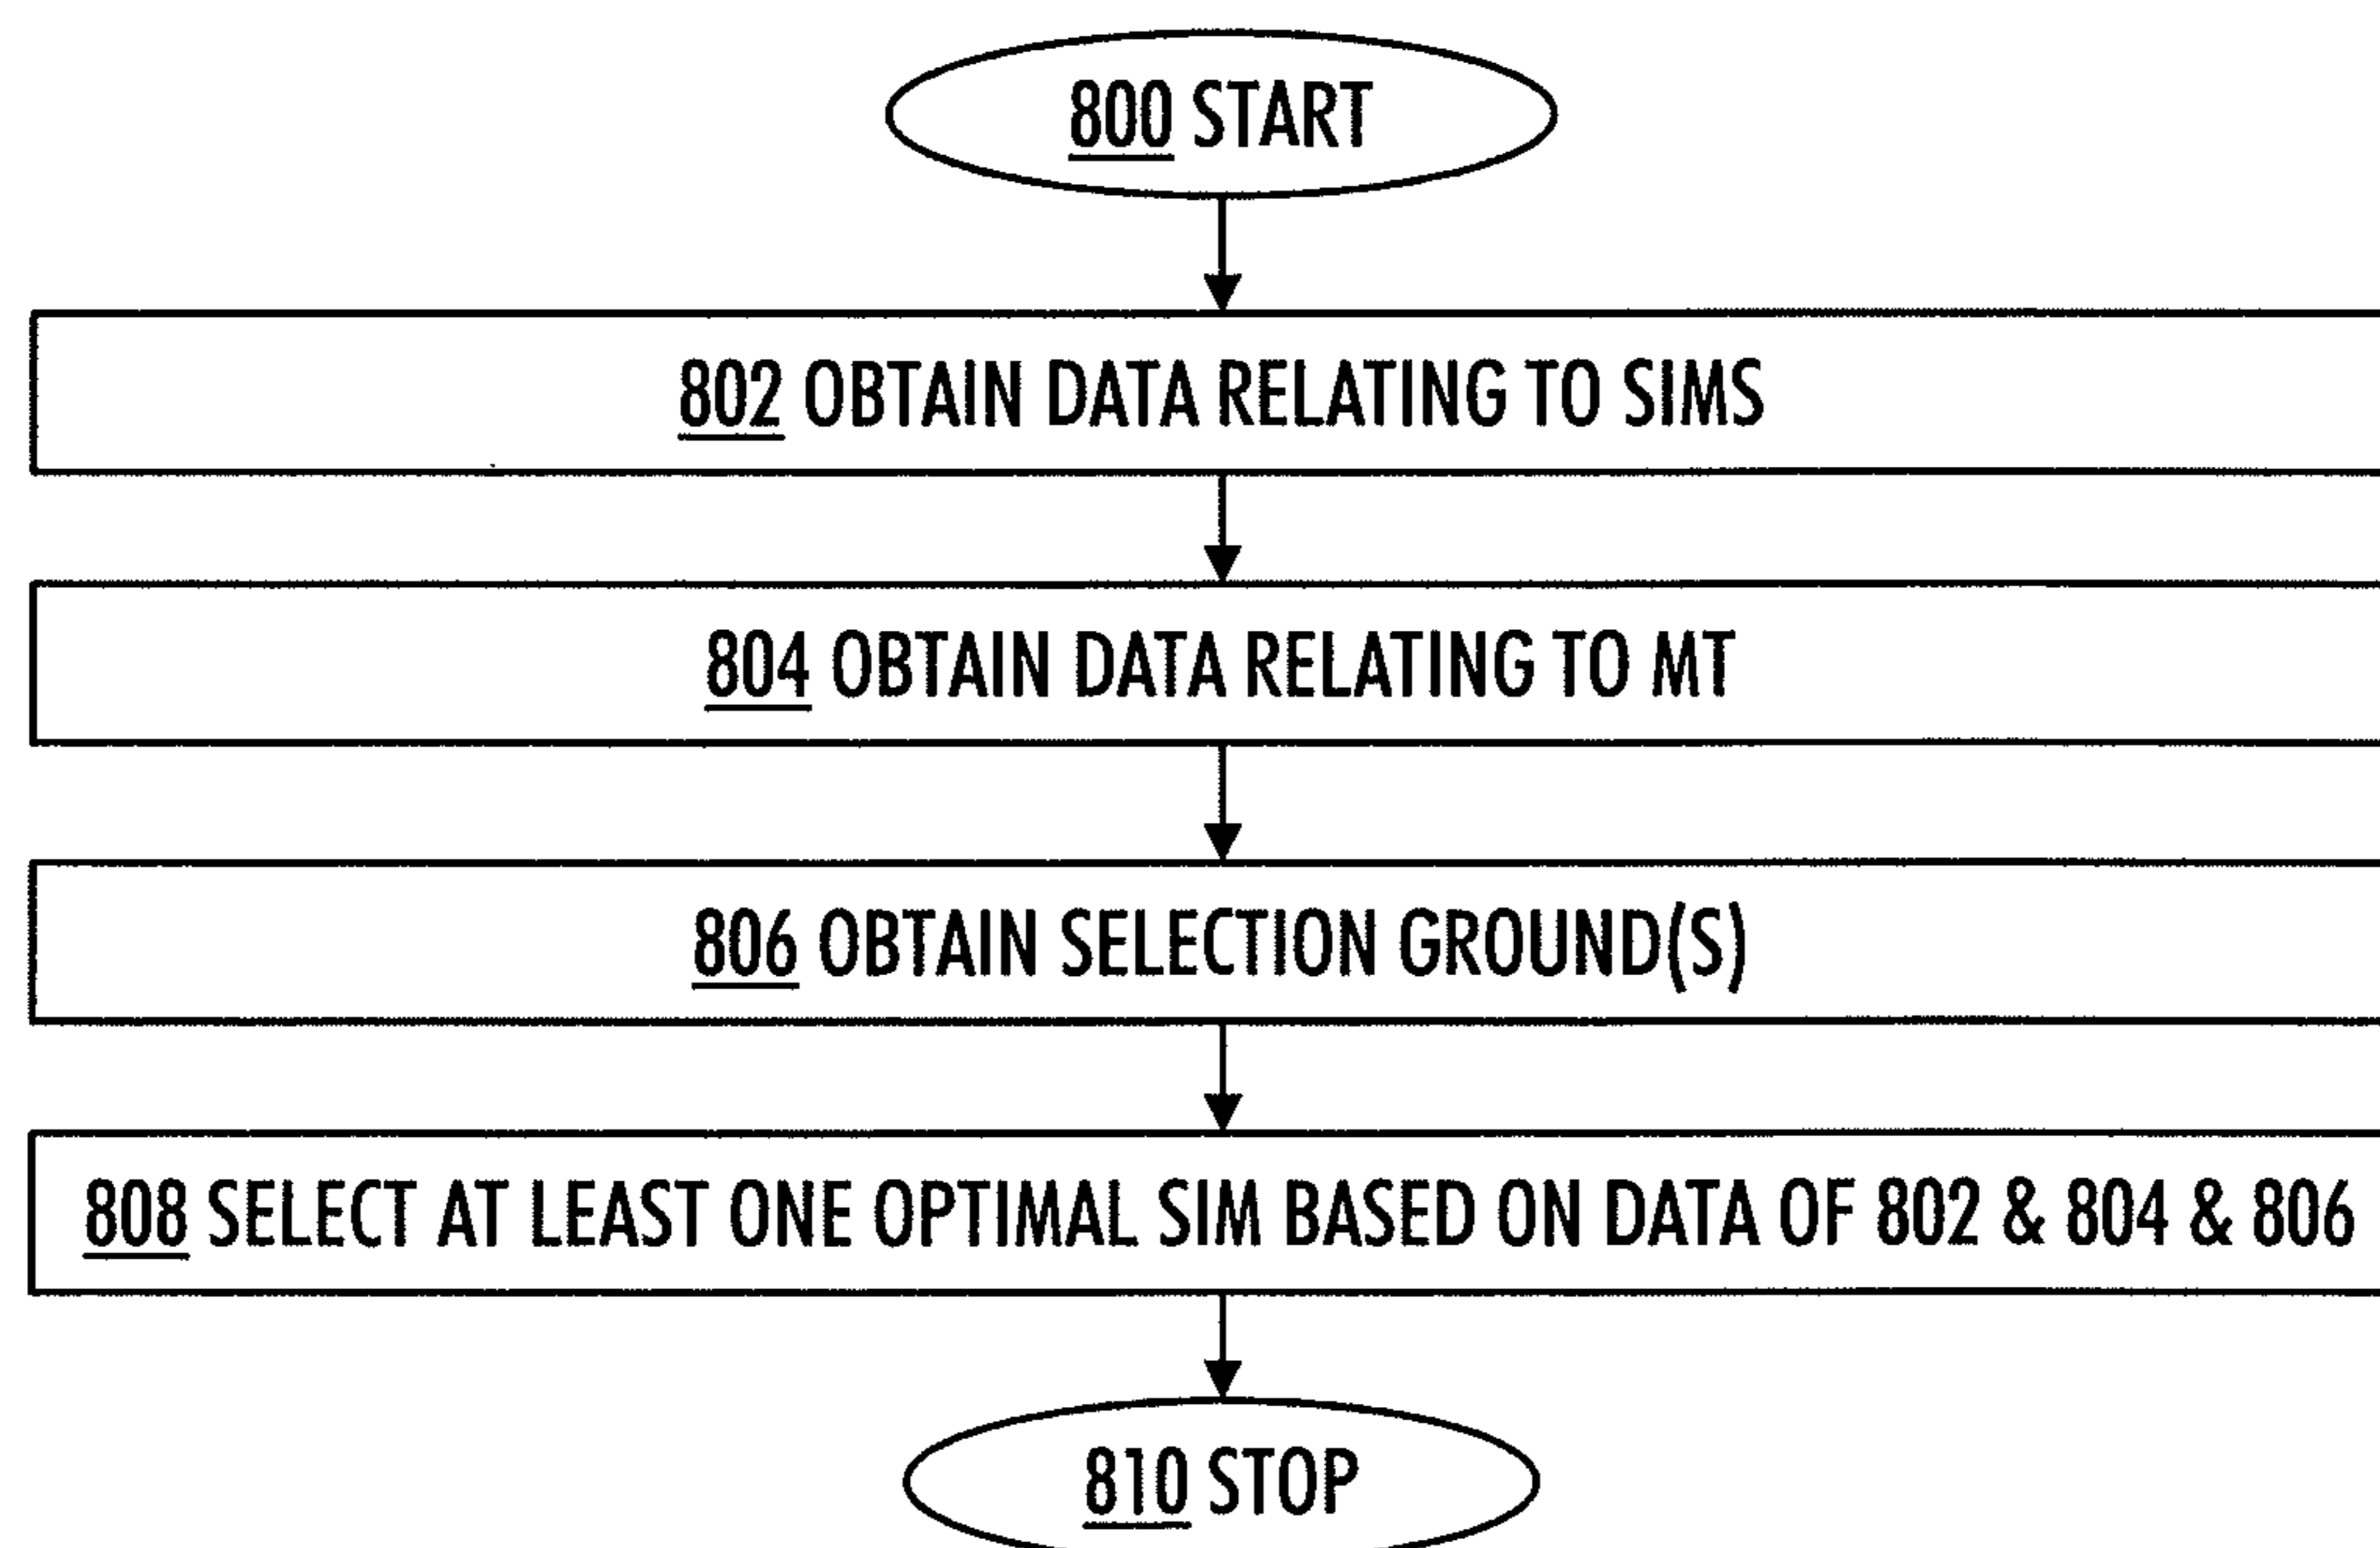 800 START
802 OBTAIN DATA RELATING TO SIMS
804 OBTAIN DATA RELATING TO MT
806 OBTAIN SELECTION GROUND(S)
808 SELECT AT LEAST ONE OPTIMAL SIM BASED ON DATA OF 802 & 804 & 806
810 STOP